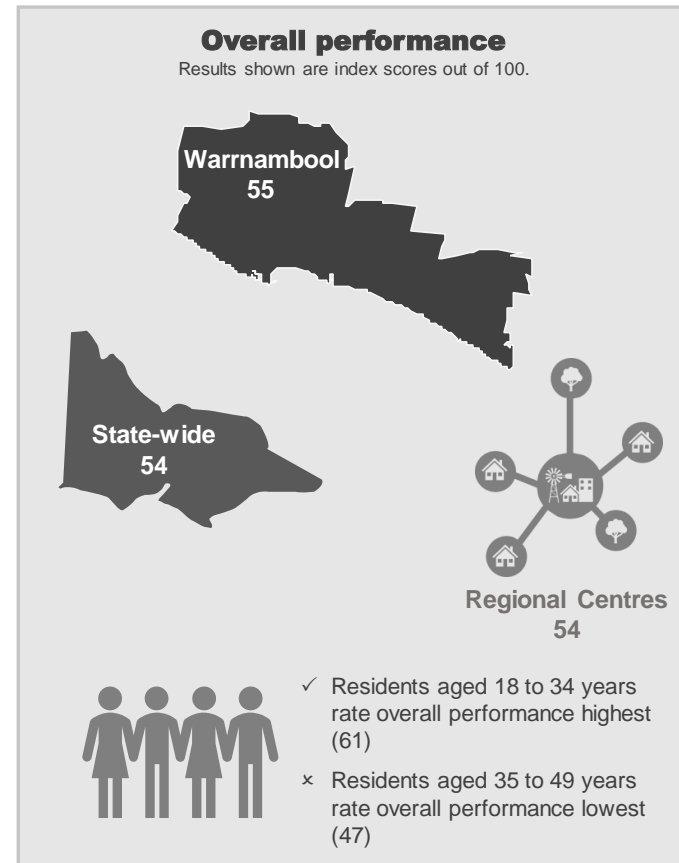 Overall performance
Results shown are index scores out of 100.
Warrnambool
55
State-wide
54
Regional Centres
54
✓ Residents aged 18 to 34 years
rate overall performance highest
(61)
× Residents aged 35 to 49 years
rate overall performance lowest
(47)